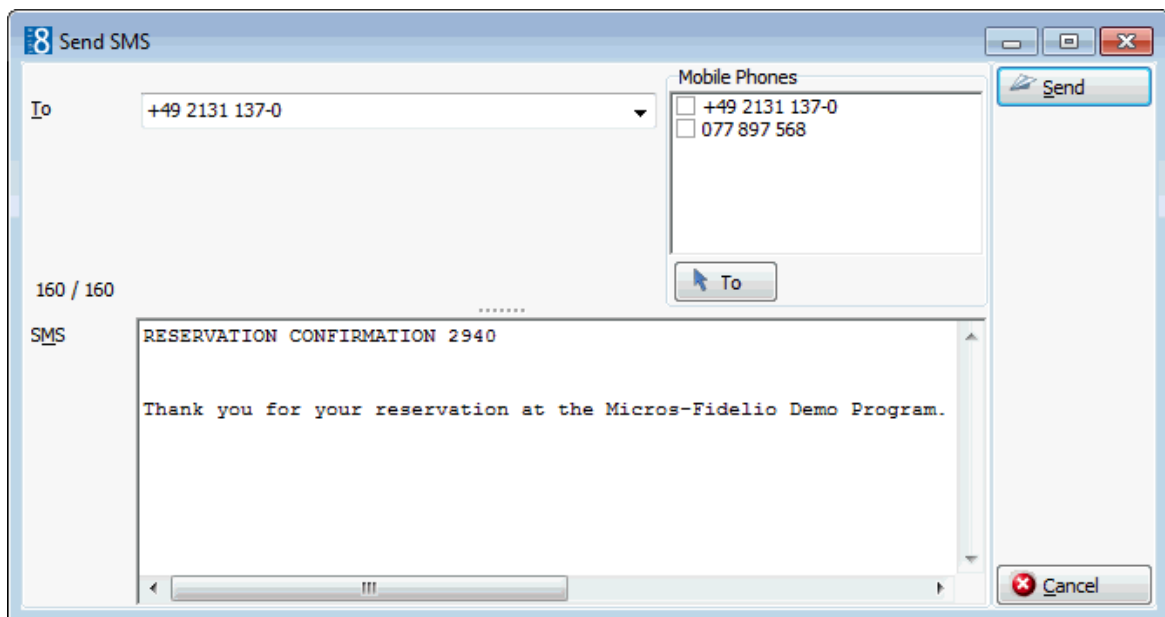 8 Send SMS
To
+49 2131 137-0
Mobile Phones
+49 2131 137-0
077 897 568
Send
To
160 / 160
SMS
RESERVATION CONFIRMATION 2940
Thank you for your reservation at the Micros-Fidelio Demo Program.
Cancel